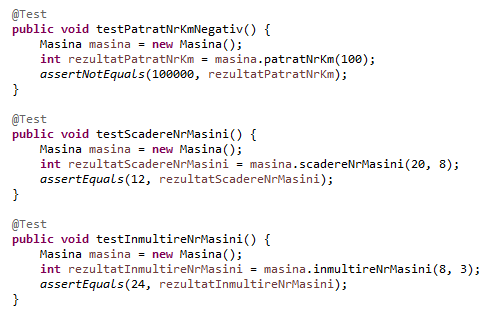 @Test
public void testPatratNrKmNegativ() {
    Masina masina = new Masina();
    int rezultatPatratNrKm = masina.patratNrKm(100);
    assertNotEquals(100000, rezultatPatratNrKm);
}
@Test
public void testScadereNrMasini() {
    Masina masina = new Masina();
    int rezultatScadereNrMasini = masina.scadereNrMasini(20, 8);
    assertEquals(12, rezultatScadereNrMasini);
}
@Test
public void testInmultireNrMasini() {
    Masina masina = new Masina();
    int rezultatInmultireNrMasini = masina.inmultireNrMasini(8, 3);
    assertEquals(24, rezultatInmultireNrMasini);
}